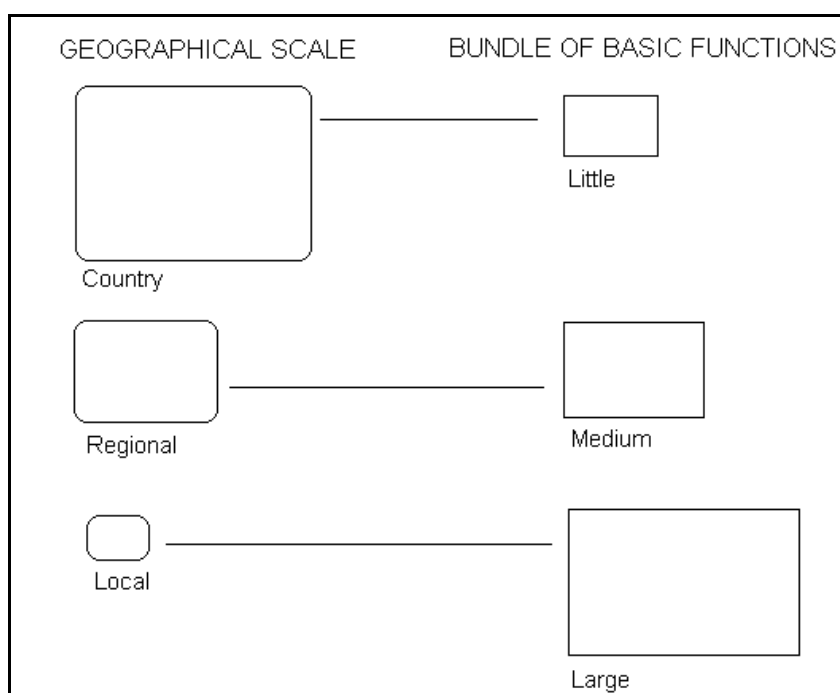 GEOGRAPHICAL SCALE
BUNDLE OF BASIC FUNCTIONS
Country
Little
Regional
Medium
Local
Large